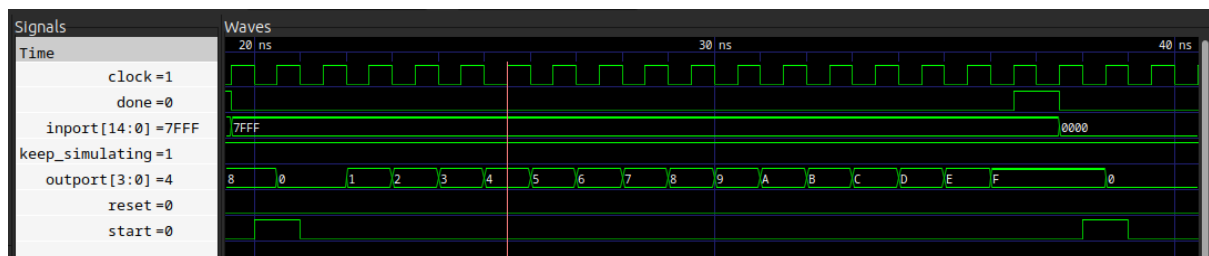 Signals
Waves
Time
20 ns
30 ns
40 ns
clock=1
done=0
inport[14:0]=7FFF
7FFF
0000
keep_simulating=1
outport[3:0]=4
8 0 1 2 3 4 5 6 7 8 9 A B C D E F 0
reset=0
start=0